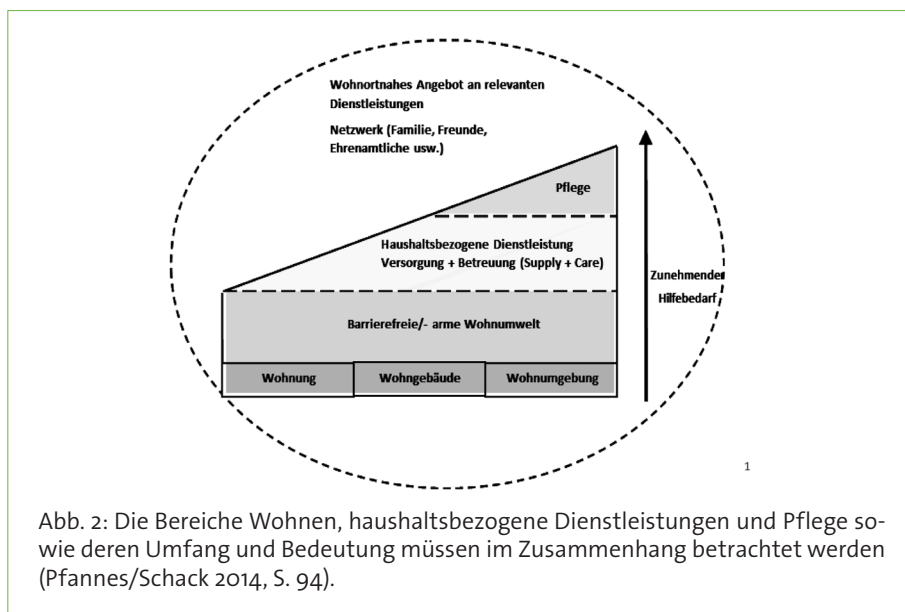 Wohnortnahes Angebot an relevanten
Dienstleistungen
Netzwerk (Familie, Freunde,
Ehrenamtliche usw.)
Pflege
Haushaltsbezogene Dienstleistung
Versorgung + Betreuung (Supply + Care)
Zunehmender
Hilfebedarf
Barrierefreie/- arme Wohnumwelt
Wohnung Wohngebäude Wohnumgebung
1
Abb. 2: Die Bereiche Wohnen, haushaltsbezogene Dienstleistungen und Pflege so-
wie deren Umfang und Bedeutung müssen im Zusammenhang betrachtet werden
(Pfannes/Schack 2014, S. 94).